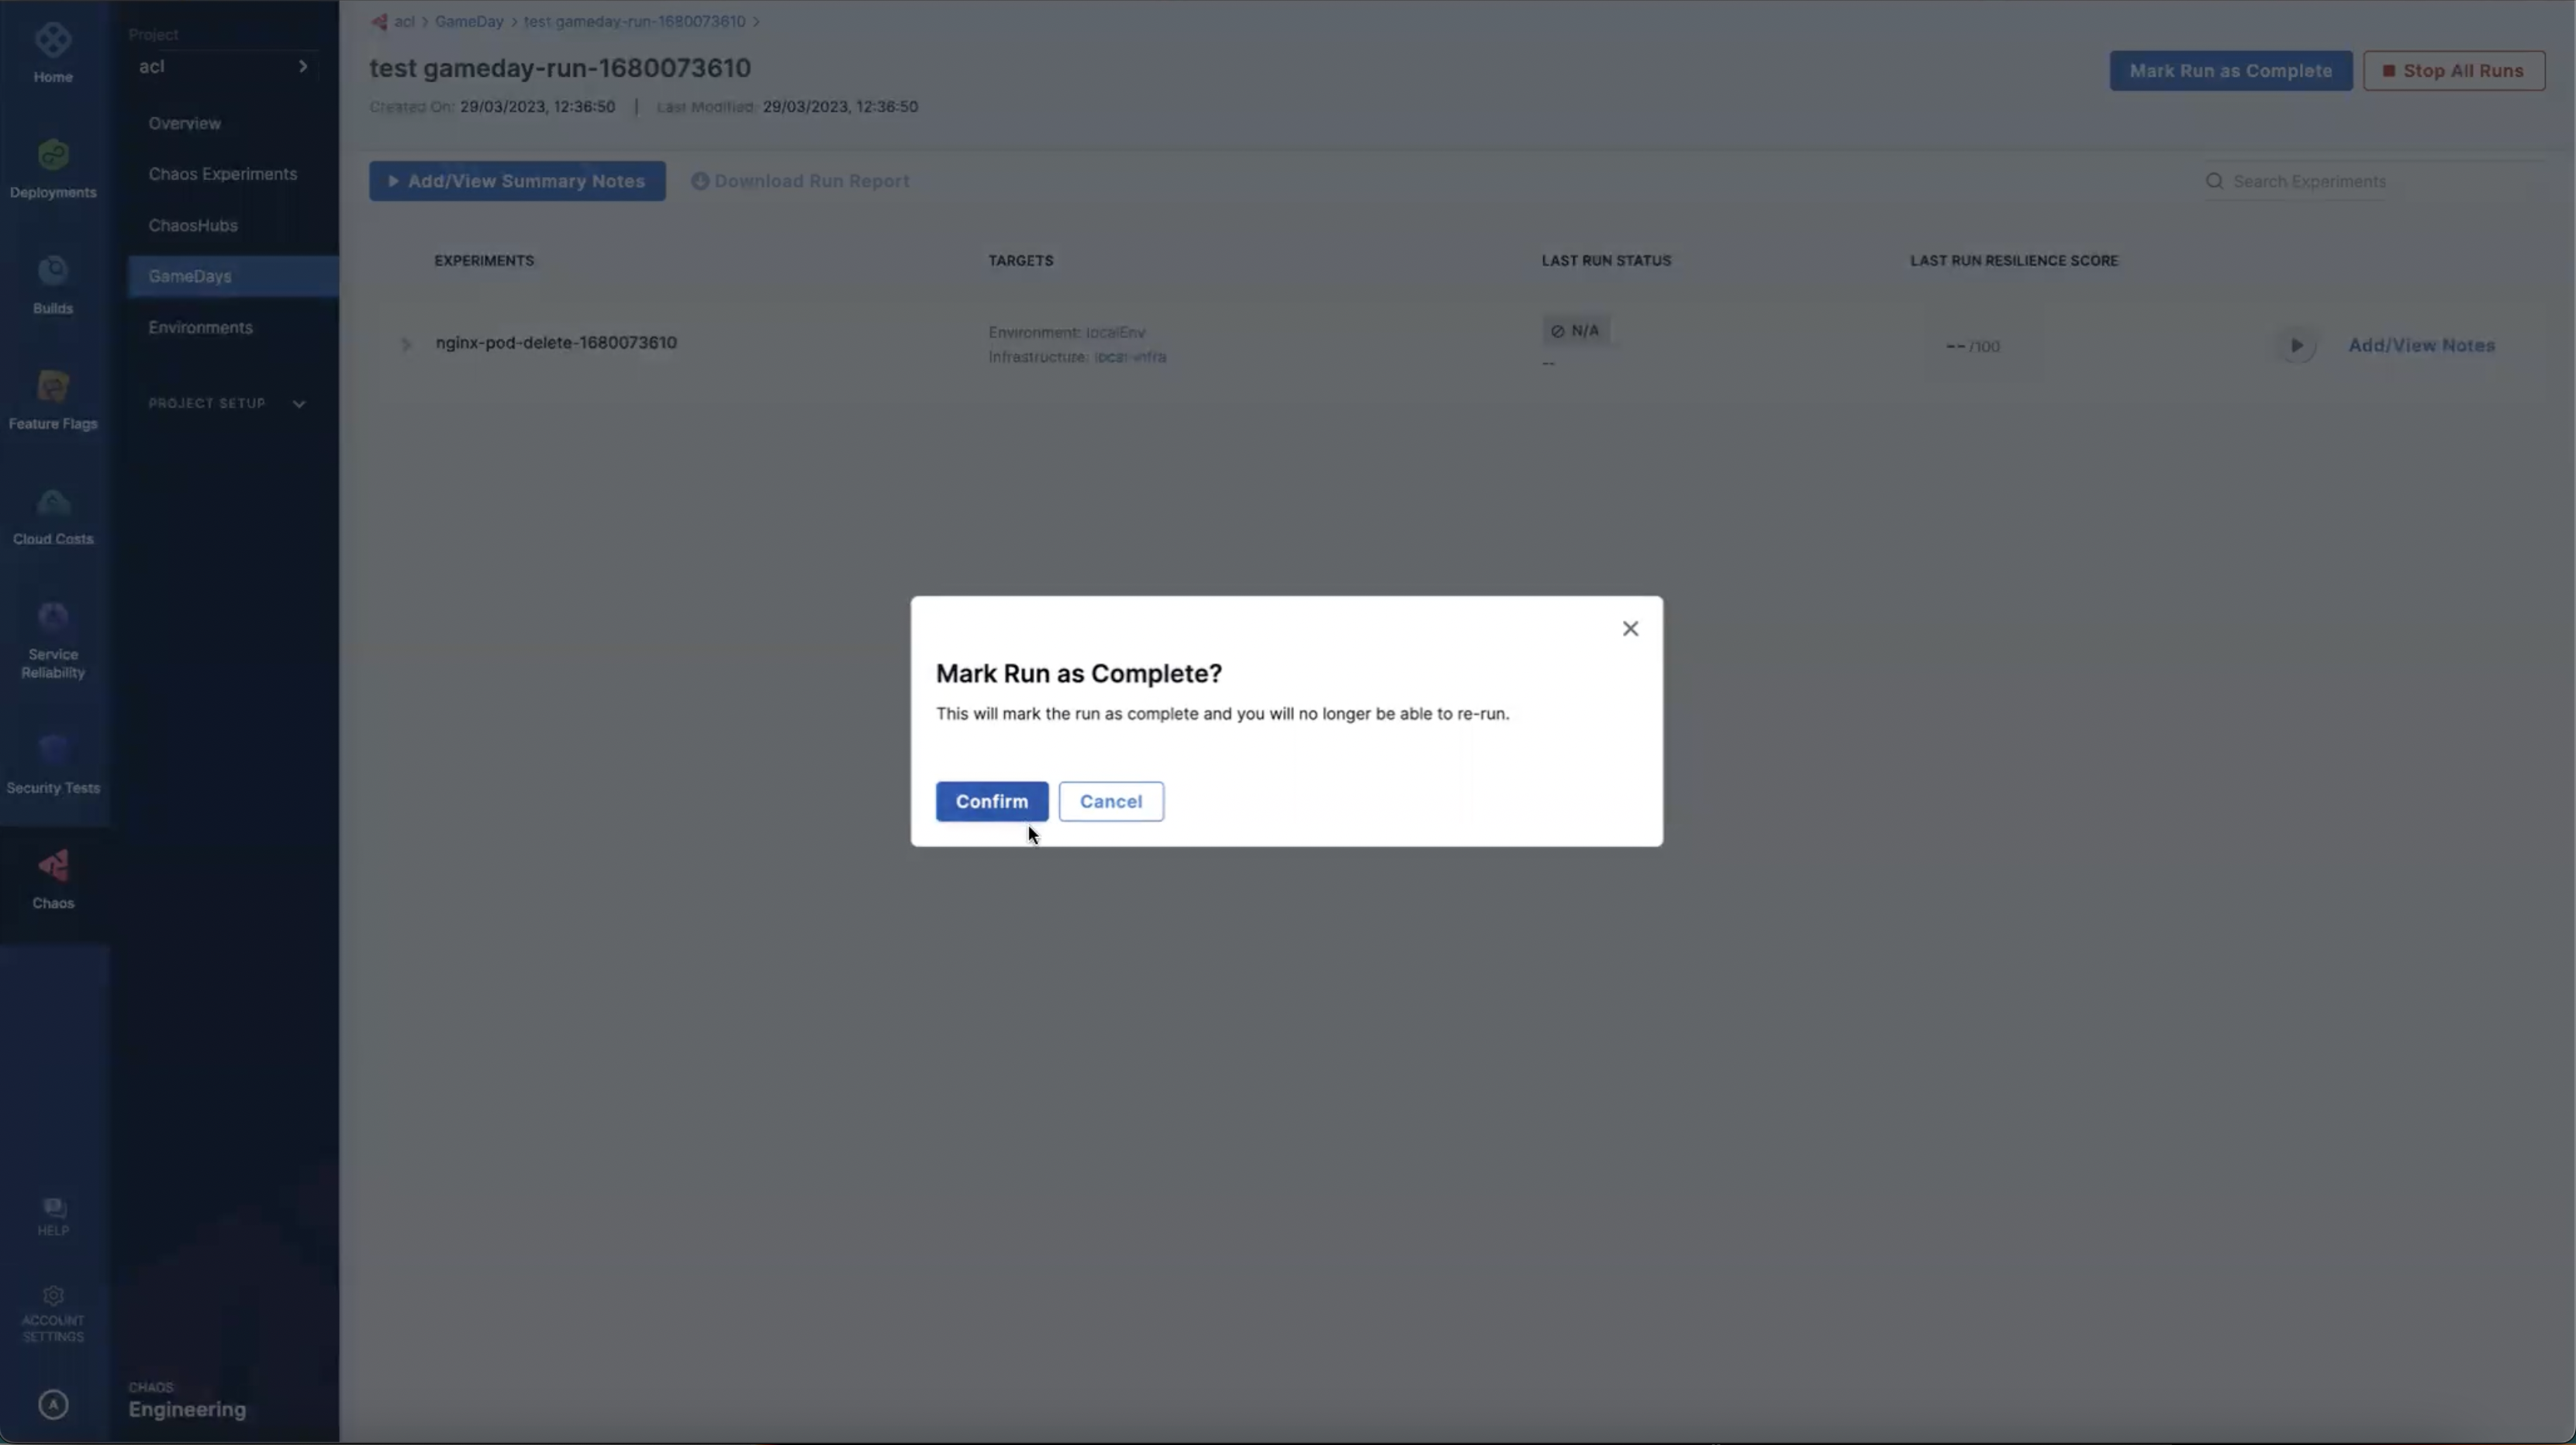 Home
Deployments
Builds
Feature Flags
Cloud Costs
Service
Reliability
Security Tests
Chaos
HELP
ACCOUNT
SETTINGS
A
Project
acl
Overview
Chaos Experiments
ChaosHubs
GameDays
Environments
PROJECT SETUP
CHAOS
Engineering
acl > GameDay > test gameday-run-1680073610 >
test gameday-run-1680073610
Created On: 29/03/2023, 12:36:50 | Last Modified: 29/03/2023, 12:36:50
Mark Run as Complete
Stop All Runs
Add/View Summary Notes
Download Run Report
Search Experiments
EXPERIMENTS TARGETS LAST RUN STATUS LAST RUN RESILIENCE SCORE
nginx-pod-delete-1680073610
Environment: localEnv
Infrastructure: local-infra
N/A
--
-- /100
Add/View Notes
Mark Run as Complete?
This will mark the run as complete and you will no longer be able to re-run.
Confirm
Cancel